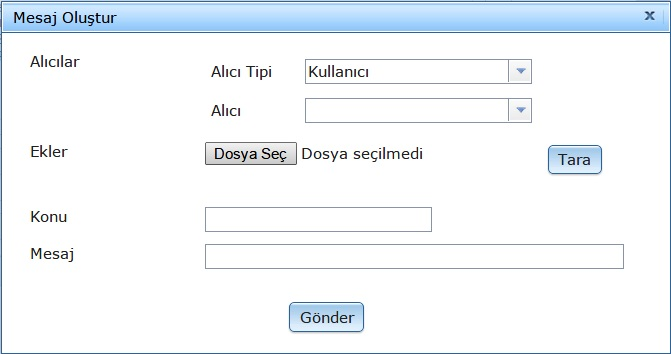 Mesaj Oluştur x
Alıcılar
Alıcı Tipi Kullanıcı
Alıcı
Ekler Dosya Seç Dosya seçilmedi Tara
Konu
Mesaj
Gönder